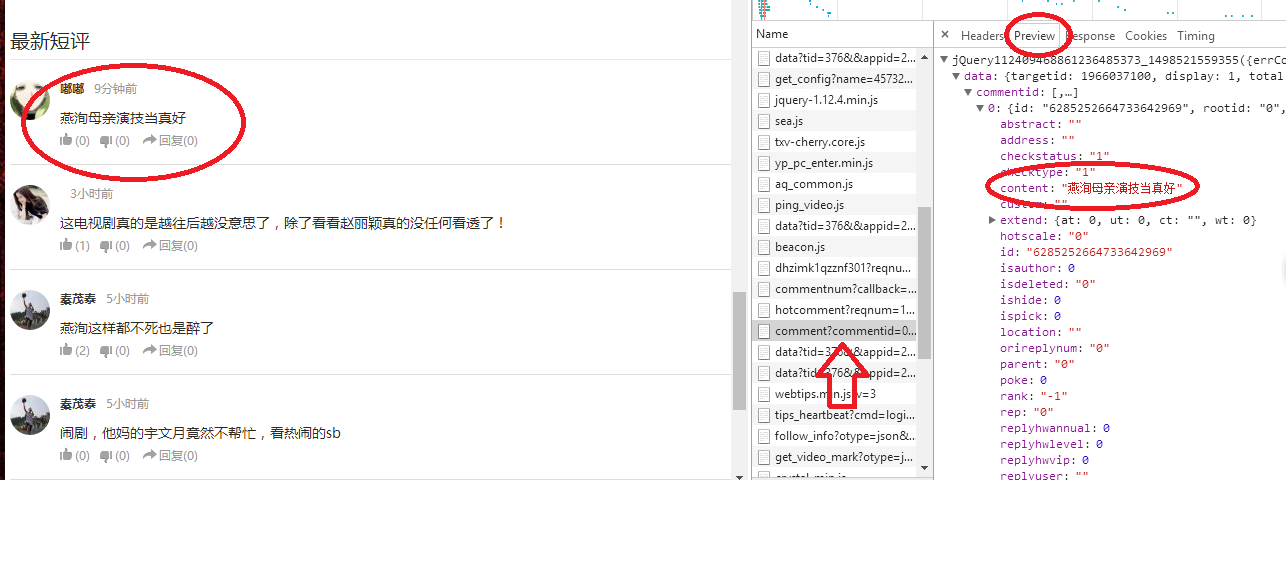 最新短评
嘟嘟 9分钟前
燕洵母亲演技当真好
(0) (0) 回复(0)
3小时前
这电视剧真的是越往后越没意思了，除了看看赵丽颖真的没任何看透了！
(1) (0) 回复(0)
秦茂泰 5小时前
燕洵这样都不死也是醉了
(2) (0) 回复(0)
秦茂泰 5小时前
闹剧，他妈的宇文月竟然不帮忙，看热闹的sb
(0) (0) 回复(0)
Name
data?tid=376&&appid=2...
get_config?name=45732...
jquery-1.12.4.min.js
sea.js
txv-cherry.core.js
yp_pc_enter.min.js
aq_common.js
ping_video.js
data?tid=376&&appid=2...
beacon.js
dhzimk1qzznf301?reqnu...
commentnum?callback=...
hotcomment?reqnum=1...
comment?commentid=0...
data?tid=376&&appid=2...
data?tid=376&&appid=2...
webtips.min.js?v=3
tips_heartbeat?cmd=logi...
follow_info?otype=json&...
get_video_mark?otype=j...
crystal-min.js
× Headers Preview Response Cookies Timing
jQuery112409468861236485373_1498521559355({errCo
data: {targetid: 1966037100, display: 1, total
commentid: [,…]
0: {id: "6285252664733642969", rootid: "0",
abstract: ""
address: ""
checkstatus: "1"
checktype: "1"
content: "燕洵母亲演技当真好"
custom: ""
extend: {at: 0, ut: 0, ct: "", wt: 0}
hotscale: "0"
id: "6285252664733642969"
isauthor: 0
isdeleted: "0"
ishide: 0
ispick: 0
location: ""
orireplynum: "0"
parent: "0"
poke: 0
rank: "-1"
rep: "0"
replyhwannual: 0
replyhwlevel: 0
replyhwvip: 0
replyuser: ""